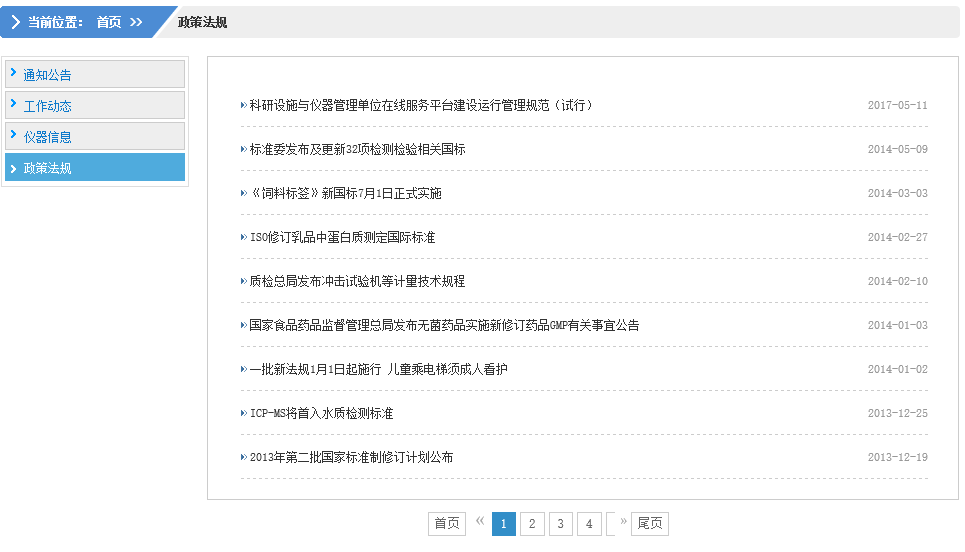 当前位置： 首页 >> 政策法规
通知公告
工作动态
仪器信息
政策法规
科研设施与仪器管理单位在线服务平台建设运行管理规范（试行） 2017-05-11
标准委发布及更新32项检测检验相关国标 2014-05-09
《饲料标签》新国标7月1日正式实施 2014-03-03
ISO修订乳品中蛋白质测定国际标准 2014-02-27
质检总局发布冲击试验机等计量技术规程 2014-02-10
国家食品药品监督管理总局发布无菌药品实施新修订药品GMP有关事宜公告 2014-01-03
一批新法规1月1日起施行 儿童乘电梯须成人看护 2014-01-02
ICP-MS将首入水质检测标准 2013-12-25
2013年第二批国家标准制修订计划公布 2013-12-19
首页 « 1 2 3 4 » 尾页